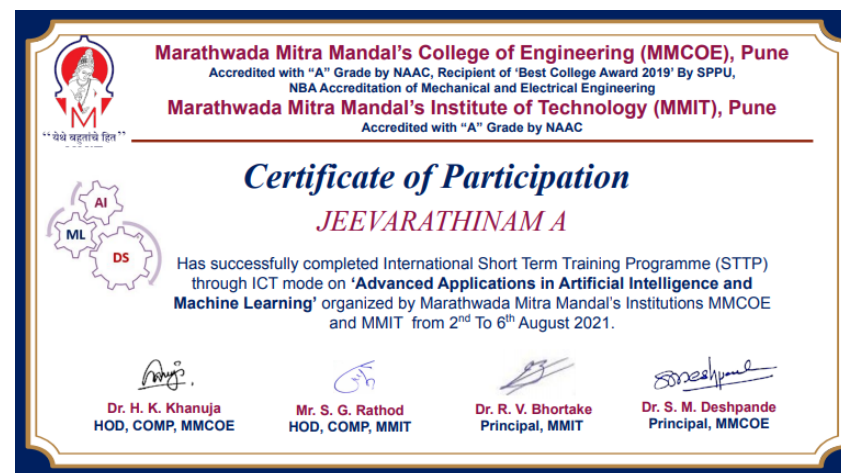 Marathwada Mitra Mandal's College of Engineering (MMCOE), Pune
Accredited with “A” Grade by NAAC, Recipient of ‘Best College Award 2019’ By SPPU,
NBA Accreditation of Mechanical and Electrical Engineering
Marathwada Mitra Mandal's Institute of Technology (MMIT), Pune
Accredited with “A” Grade by NAAC
M
“येथे बहुतांचे हित”
Certificate of Participation
JEEVARATHINAM A
AI
ML
DS
Has successfully completed International Short Term Training Programme (STTP)
through ICT mode on ‘Advanced Applications in Artificial Intelligence and
Machine Learning’ organized by Marathwada Mitra Mandal's Institutions MMCOE
and MMIT from 2nd To 6th August 2021.
Dr. H. K. Khanuja
HOD, COMP, MMCOE
Mr. S. G. Rathod
HOD, COMP, MMIT
Dr. R. V. Bhortake
Principal, MMIT
Dr. S. M. Deshpande
Principal, MMCOE